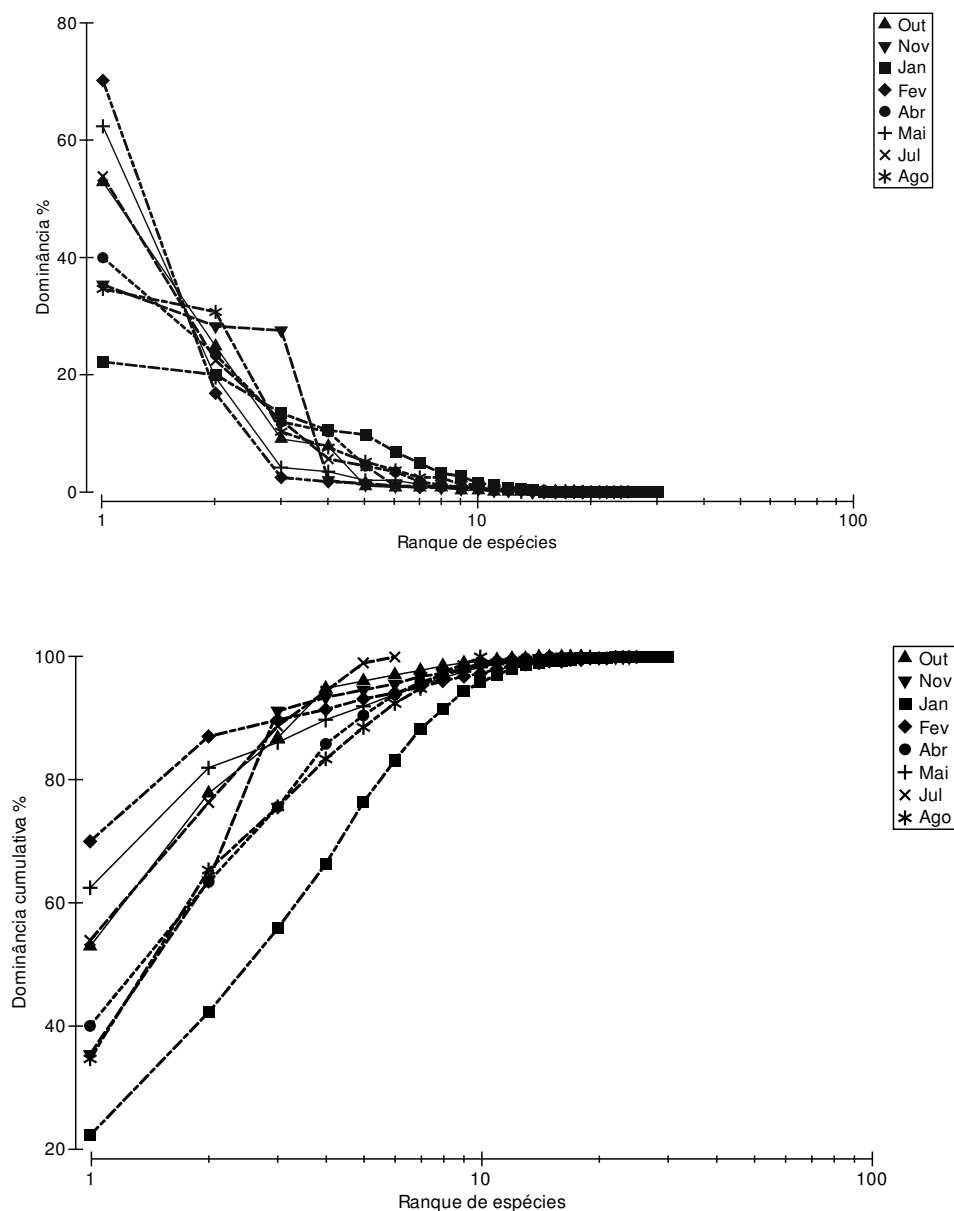 80
60
40
20
0
Dominância %
1
10
100
Ranque de espécies
Out
Nov
Jan
Fev
Abr
Mai
Jul
Ago
100
80
60
40
20
Dominância cumulativa %
1
10
100
Ranque de espécies
Out
Nov
Jan
Fev
Abr
Mai
Jul
Ago